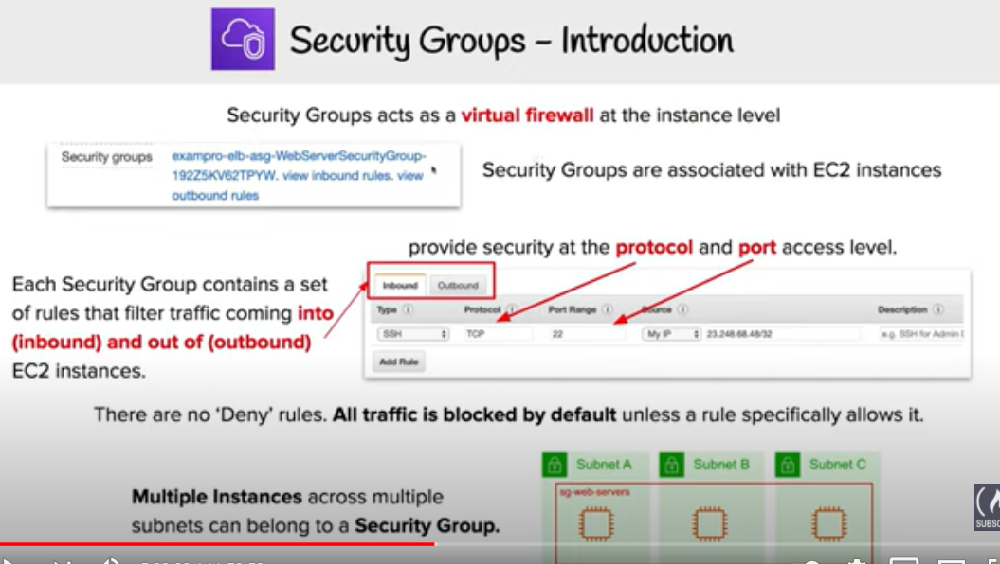 Security Groups – Introduction
Security Groups acts as a virtual firewall at the instance level
Security groups
exampro-elb-asg-WebServerSecurityGroup-
192Z5KV62TPYW. view inbound rules. view
outbound rules
Security Groups are associated with EC2 instances
provide security at the protocol and port access level.
Each Security Group contains a set
of rules that filter traffic coming into
(inbound) and out of (outbound)
EC2 instances.
Inbound Outbound
Type Protocol Port Range Source Description
SSH TCP 22 My IP 23.248.68.48/32 e.g. SSH for Admin
Add Rule
There are no ‘Deny’ rules. All traffic is blocked by default unless a rule specifically allows it.
Subnet A Subnet B Subnet C
sg-web-servers
Multiple Instances across multiple
subnets can belong to a Security Group.